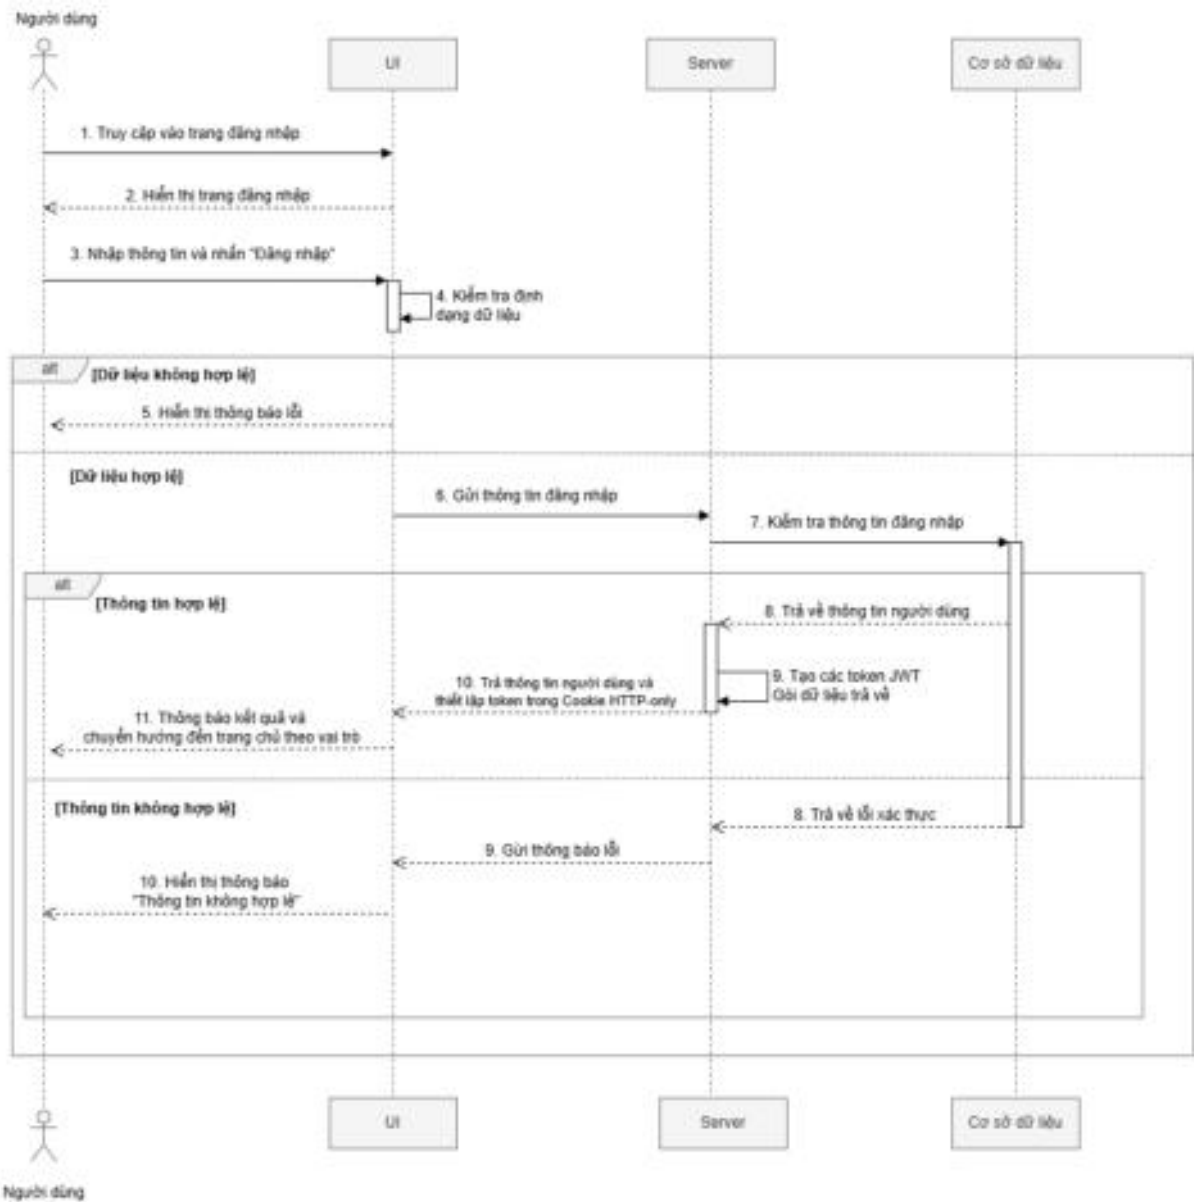 Người dùng
UI
Server
Cơ sở dữ liệu
1. Truy cập vào trang đăng nhập
2. Hiển thị trang đăng nhập
3. Nhập thông tin và nhấn "Đăng nhập"
4. Kiểm tra định
dạng dữ liệu
alt
[Dữ liệu không hợp lệ]
5. Hiển thị thông báo lỗi
[Dữ liệu hợp lệ]
6. Gửi thông tin đăng nhập
7. Kiểm tra thông tin đăng nhập
alt
[Thông tin hợp lệ]
8. Trả về thông tin người dùng
9. Tạo các token JWT
Gói dữ liệu trả về
10. Trả thông tin người dùng và
thiết lập token trong Cookie HTTP-only
11. Thông báo kết quả và
chuyển hướng đến trang chủ theo vai trò
[Thông tin không hợp lệ]
8. Trả về lỗi xác thực
9. Gửi thông báo lỗi
10. Hiển thị thông báo
"Thông tin không hợp lệ"
UI
Server
Cơ sở dữ liệu
Người dùng